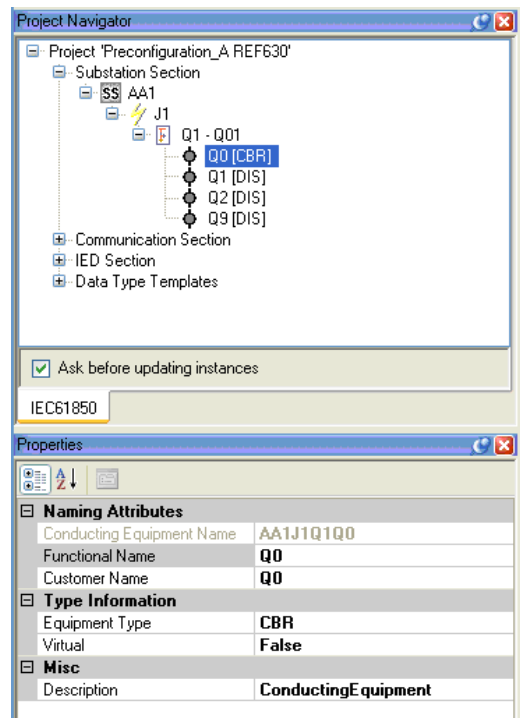 Project Navigator
Project 'Preconfiguration_A REF630'
Substation Section
SS AA1
J1
Q1 - Q01
Q0 [CBR]
Q1 [DIS]
Q2 [DIS]
Q9 [DIS]
Communication Section
IED Section
Data Type Templates
Ask before updating instances
IEC61850
Properties
Naming Attributes
Conducting Equipment Name AA1J1Q1Q0
Functional Name Q0
Customer Name Q0
Type Information
Equipment Type CBR
Virtual False
Misc
Description ConductingEquipment